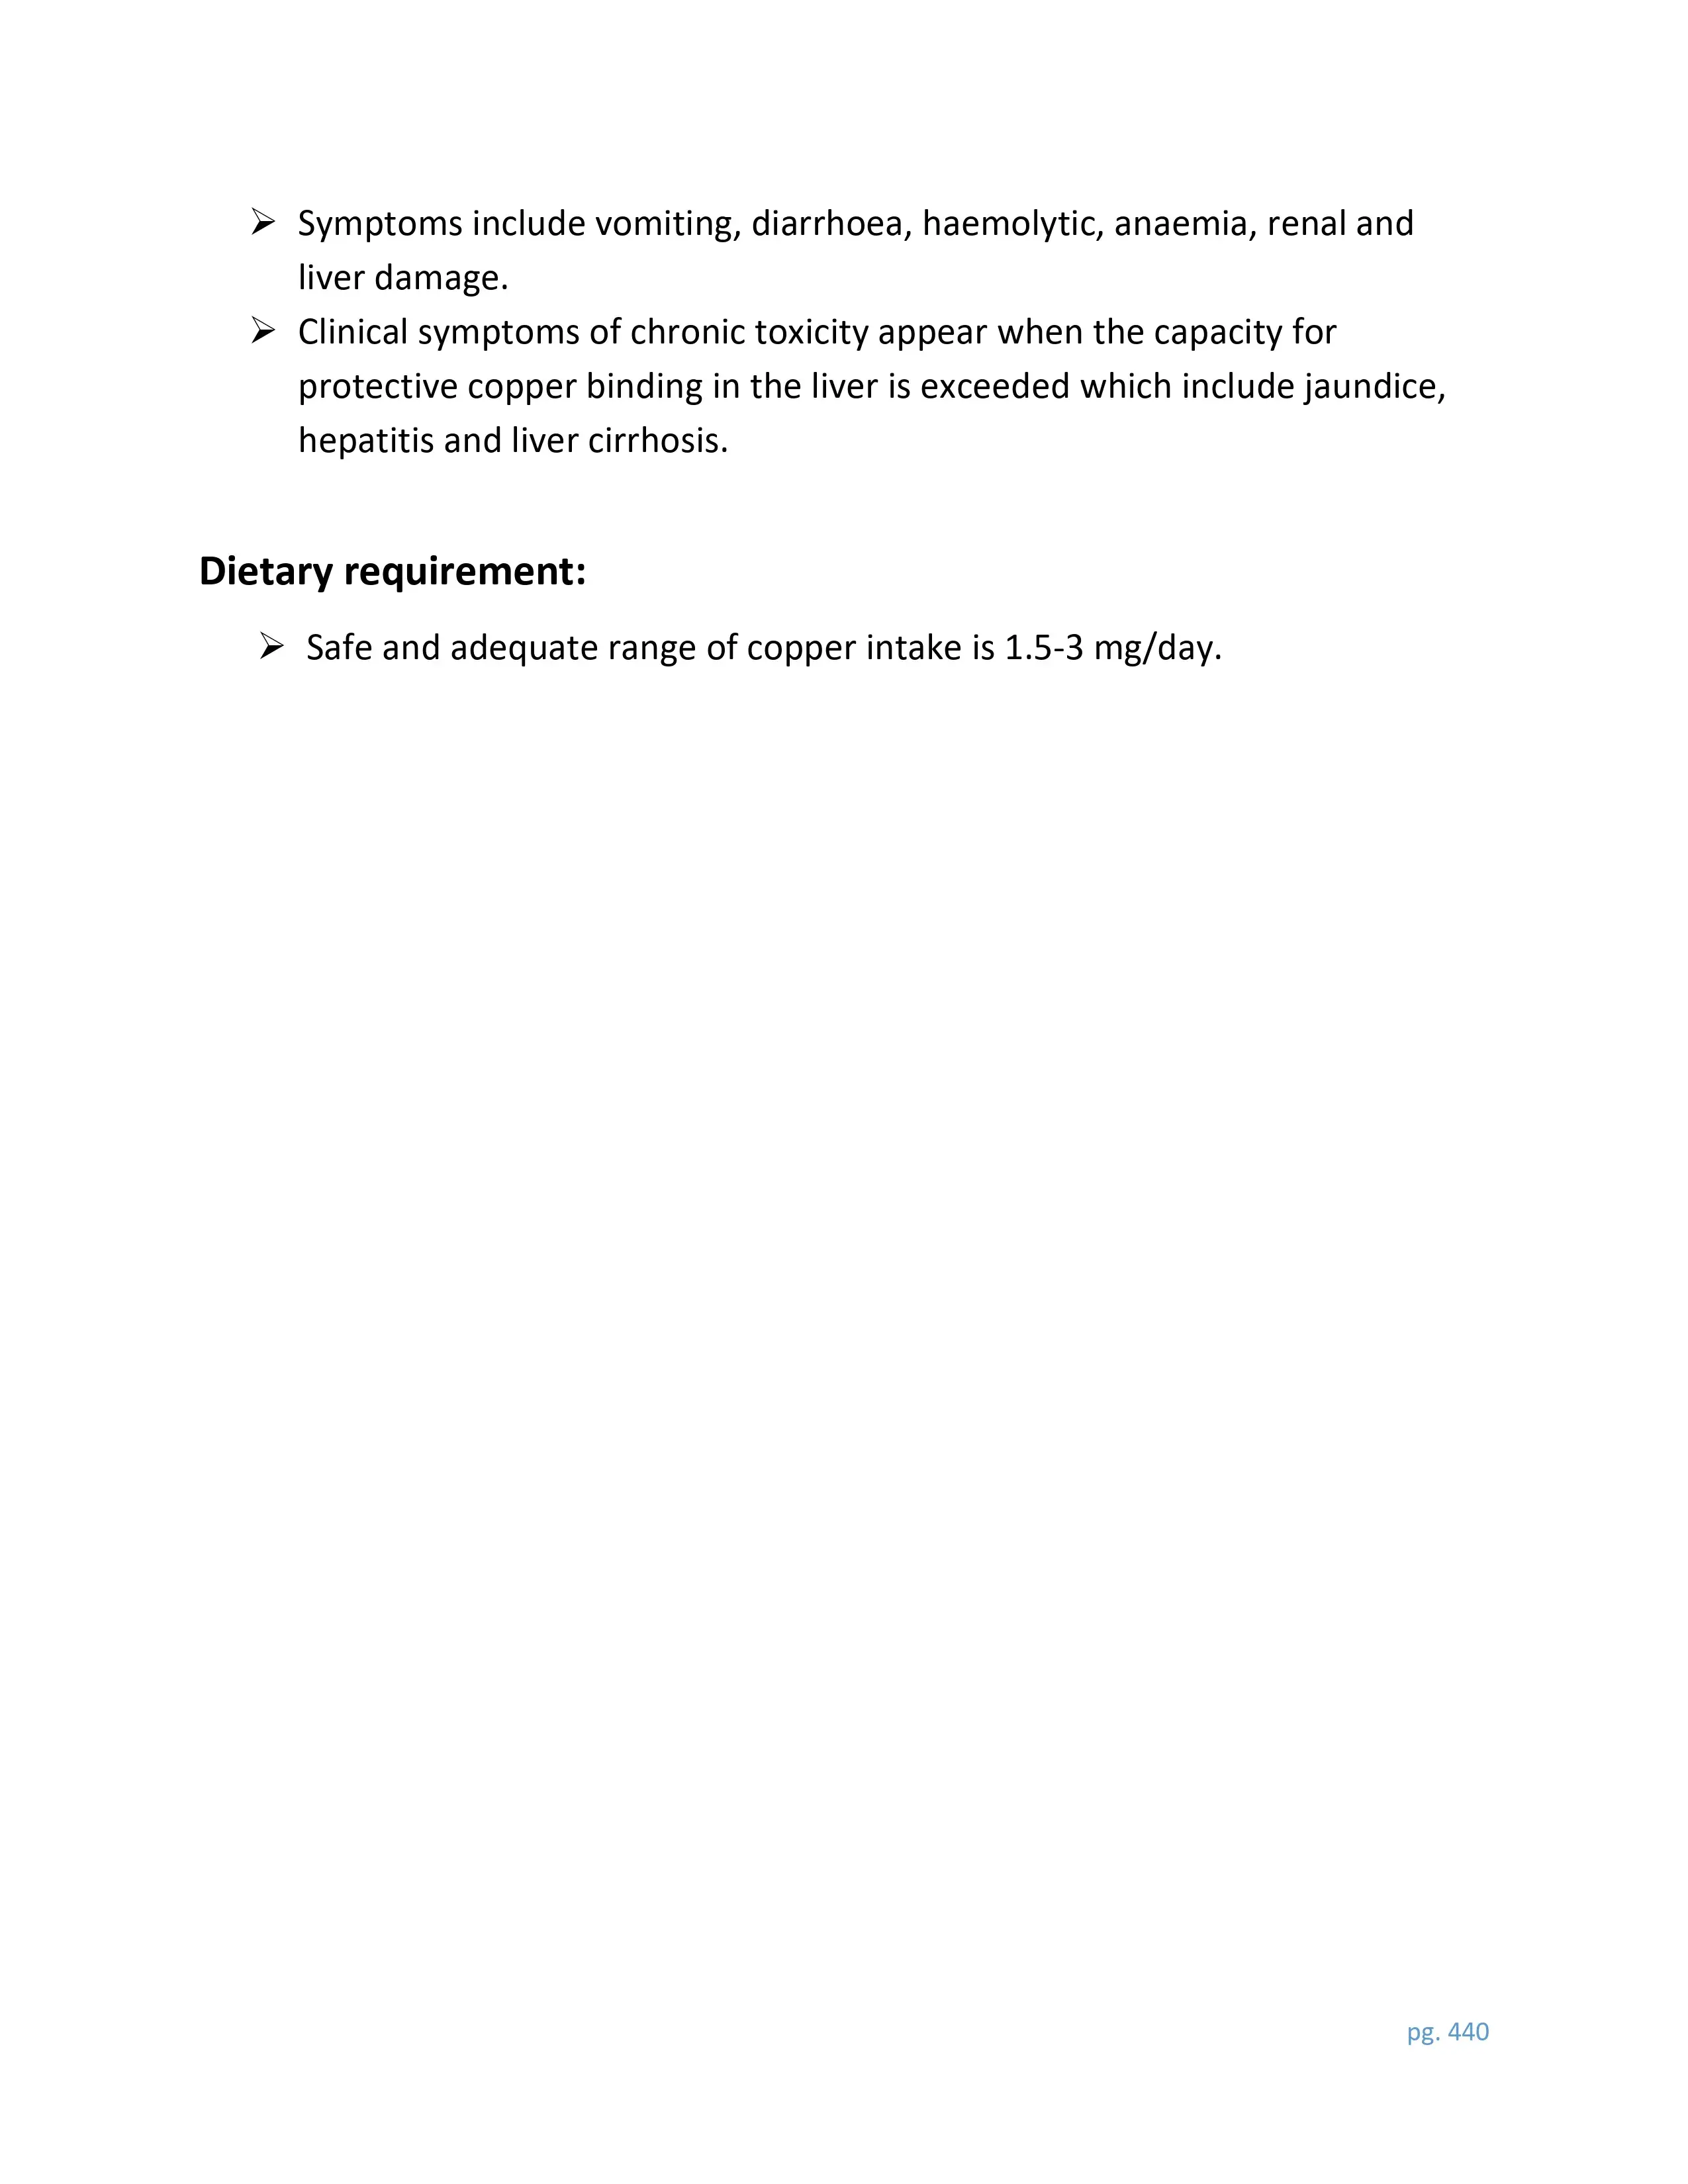 ➢ Symptoms include vomiting, diarrhoea, haemolytic, anaemia, renal and
liver damage.
➢ Clinical symptoms of chronic toxicity appear when the capacity for
protective copper binding in the liver is exceeded which include jaundice,
hepatitis and liver cirrhosis.
Dietary requirement:
➢ Safe and adequate range of copper intake is 1.5-3 mg/day.
pg. 440